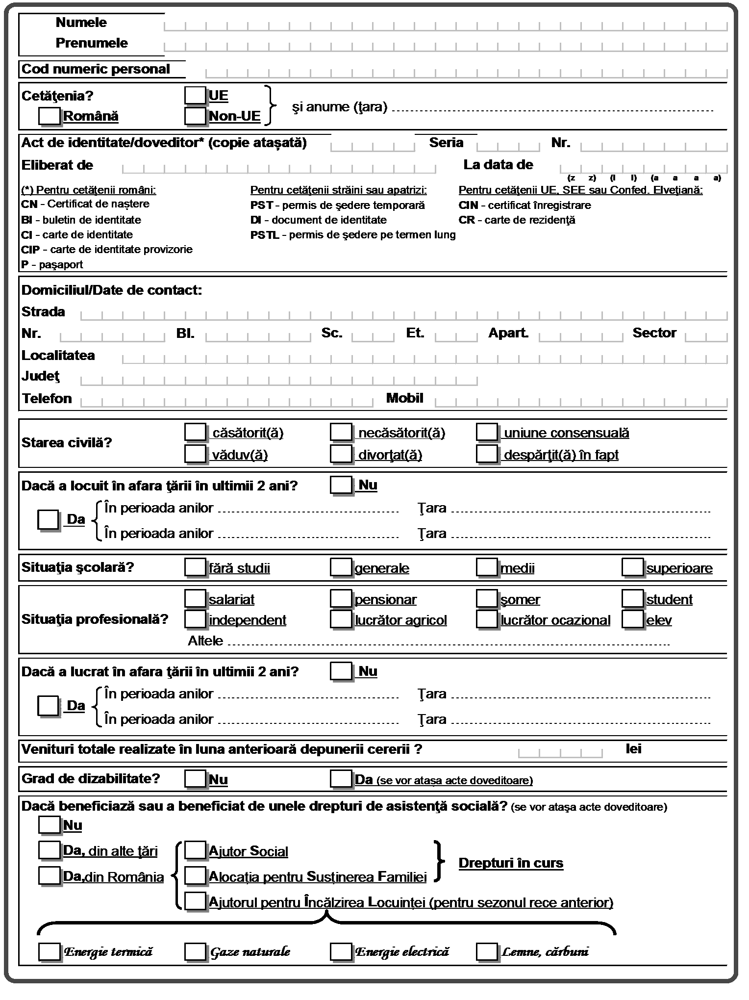 Numele
Prenumele
Cod numeric personal
Cetăţenia?
UE
Română
Non-UE
şi anume (ţara) ........................................................................
Act de identitate/doveditor* (copie atașată) Seria Nr.
Eliberat de La data de
(z z) (l l) (a a a a)
(*) Pentru cetăţenii români: Pentru cetăţenii străini sau apatrizi: Pentru cetăţenii UE, SEE sau Confed. Elveţiană:
CN - Certificat de naștere PST - permis de şedere temporară CIN - certificat înregistrare
BI - buletin de identitate DI - document de identitate CR - carte de rezidenţă
CI - carte de identitate PSTL - permis de şedere pe termen lung
CIP - carte de identitate provizorie
P - paşaport
Domiciliul/Date de contact:
Strada
Nr. Bl. Sc. Et. Apart. Sector
Localitatea
Judeţ
Telefon Mobil
Starea civilă?
căsătorit(ă) necăsătorit(ă) uniune consensuală
văduv(ă) divorţat(ă) despărţit(ă) în fapt
Dacă a locuit în afara ţării în ultimii 2 ani? Nu
Da
În perioada anilor ........................................ Ţara ..........................................................
În perioada anilor ........................................ Ţara ..........................................................
Situaţia şcolară? fără studii generale medii superioare
Situaţia profesională?
salariat pensionar şomer student
independent lucrător agricol lucrător ocazional elev
Altele ....................................................................................................
Dacă a lucrat în afara ţării în ultimii 2 ani? Nu
Da
În perioada anilor ........................................ Ţara ..........................................................
În perioada anilor ........................................ Ţara ..........................................................
Venituri totale realizate în luna anterioară depunerii cererii ? lei
Grad de dizabilitate? Nu Da (se vor atașa acte doveditoare)
Dacă beneficiază sau a beneficiat de unele drepturi de asistenţă socială? (se vor atașa acte doveditoare)
Nu
Da, din alte ţări Ajutor Social
Drepturi în curs
Da,din România Alocația pentru Susținerea Familiei
Ajutorul pentru Încălzirea Locuinței (pentru sezonul rece anterior)
Energie termică Gaze naturale Energie electrică Lemne, cărbuni